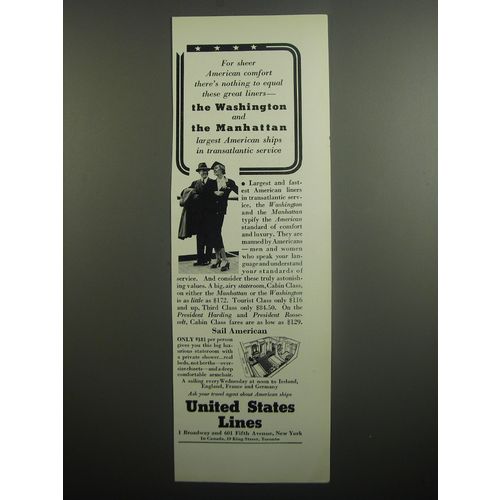 For sheer
American comfort
there's nothing to equal
these great liners—
the Washington
and
the Manhattan
largest American ships
in transatlantic service
• Largest and fast-
est American liners
in transatlantic serv-
ice, the Washington
and the Manhattan
typify the American
standard of comfort
and luxury. They are
manned by Americans
—men and women
who speak your lan-
guage and understand
your standards of
service. And consider these truly astonish-
ing values. A big, airy stateroom, Cabin Class,
on either the Manhattan or the Washington
is as little as $172. Tourist Class only $116
and up, Third Class only $84.50. On the
President Harding and President Roose-
velt, Cabin Class fares are as low as $129.
Sail American
ONLY $181 per person
gives you this big lux-
urious stateroom with
a private shower...real
beds, not berths—over-
size closets—and a deep
comfortable armchair.
A sailing every Wednesday at noon to Ireland,
England, France and Germany
Ask your travel agent about American ships
United States
Lines
1 Broadway and 601 Fifth Avenue, New York
In Canada, 19 King Street, Toronto